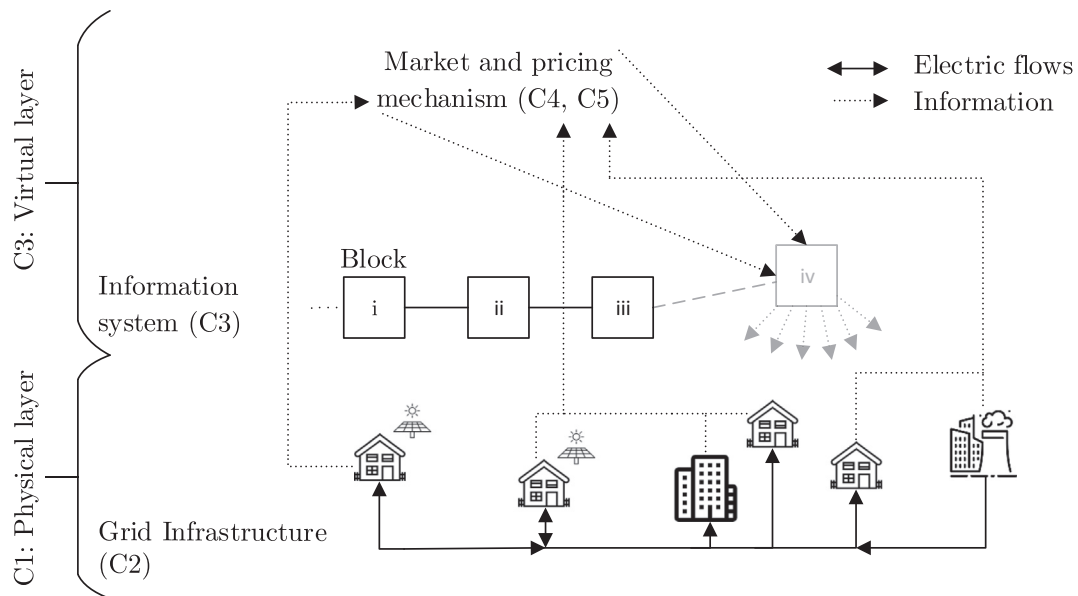 Market and pricing
mechanism (C4, C5)
Electric flows
Information
C3: Virtual layer
Block
Information
system (C3)
i
ii
iii
iv
C1: Physical layer
Grid Infrastructure
(C2)